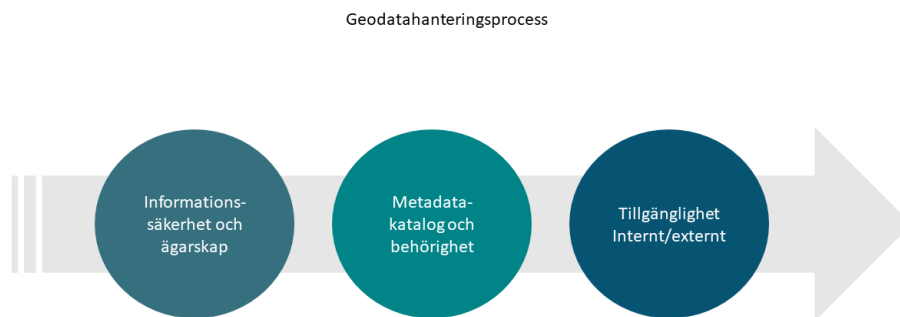 Geodatahanteringsprocess
Informations-
säkerhet och
ägarskap
Metadata-
katalog och
behörighet
Tillgänglighet
Internt/externt